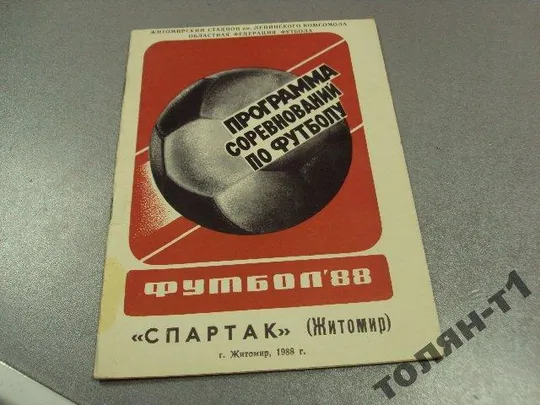 ЖИТОМИРСКИЙ СТАДИОН им. ЛЕНИНСКОГО КОМСОМОЛА
ОБЛАСТНАЯ ФЕДЕРАЦИЯ ФУТБОЛА
ПРОГРАММА
СОРЕВНОВАНИЙ
ПО ФУТБОЛУ
ФУТБОЛ'88
«СПАРТАК» (Житомир)
г. Житомир, 1988 г.
ТОЛЯН-Т1